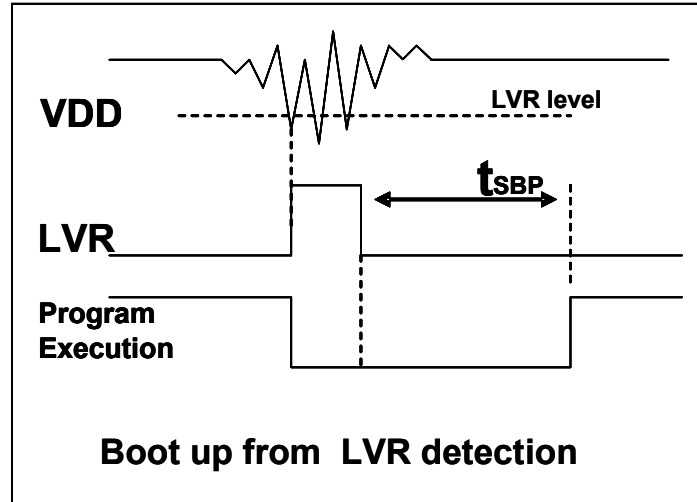 LVR level
VDD
tSBP
LVR
Program
Execution
Boot up from LVR detection